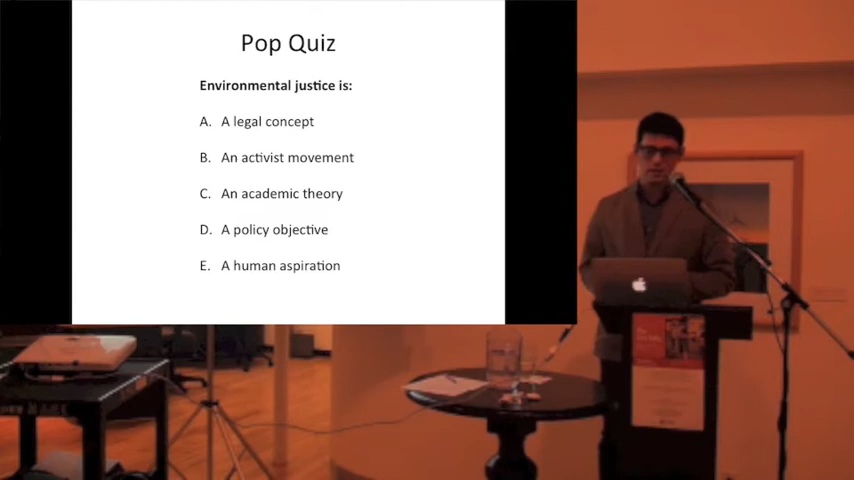 Pop Quiz
Environmental justice is:
A. A legal concept
B. An activist movement
C. An academic theory
D. A policy objective
E. A human aspiration